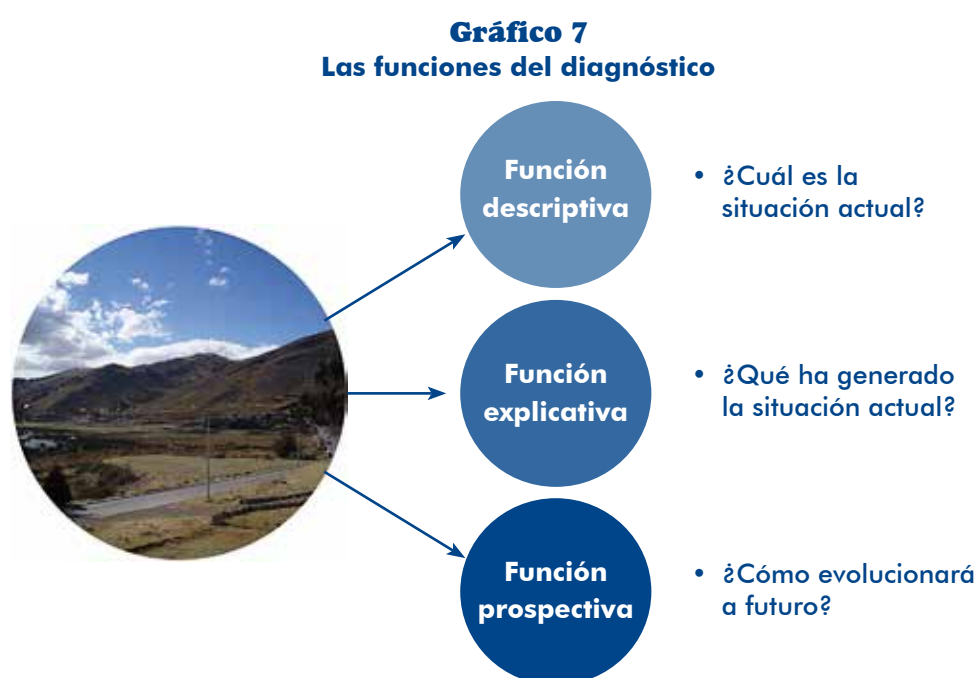 Gráfico 7
Las funciones del diagnóstico
Función
descriptiva
• ¿Cuál es la
situación actual?
Función
explicativa
• ¿Qué ha generado
la situación actual?
Función
prospectiva
• ¿Cómo evolucionará
a futuro?